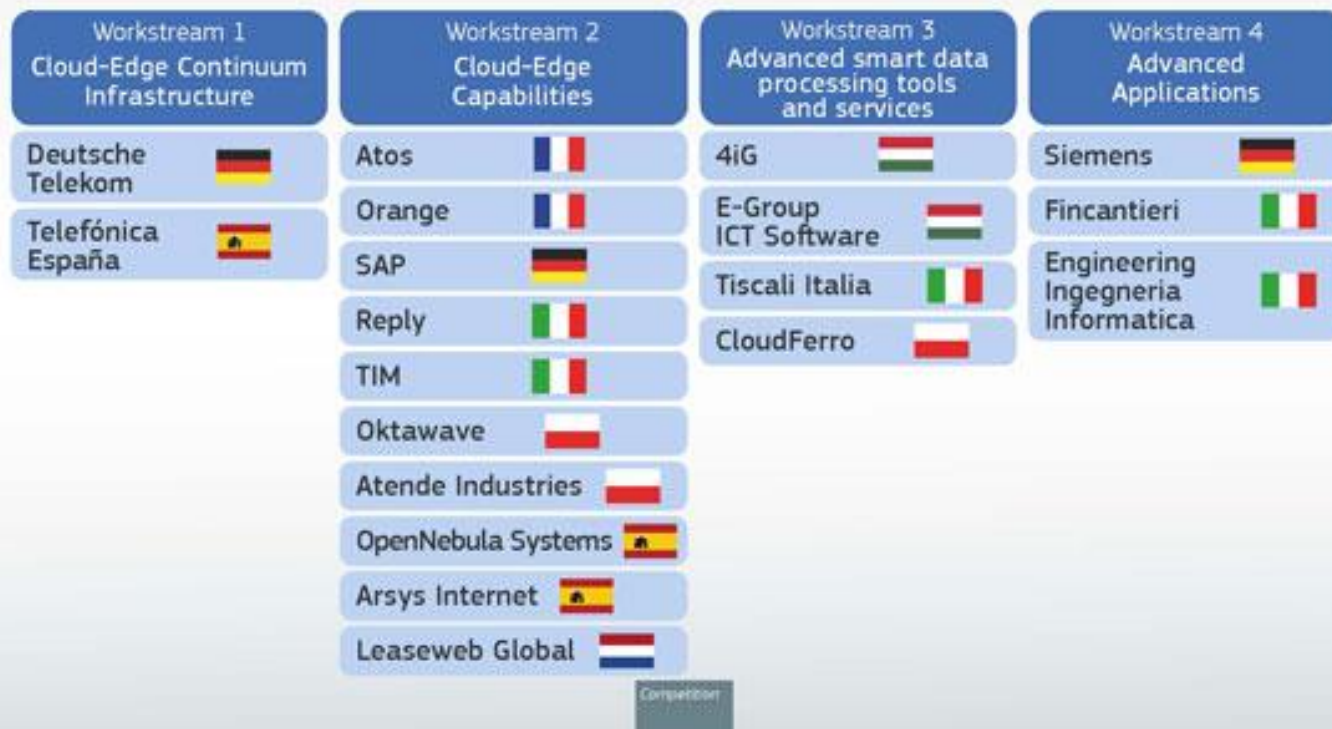 Workstream 1
Cloud-Edge Continuum
Infrastructure
Deutsche
Telekom
Telefónica
España
Workstream 2
Cloud-Edge
Capabilities
Atos
Orange
SAP
Reply
TIM
Oktawave
Atende Industries
OpenNebula Systems
Arsys Internet
Leaseweb Global
Workstream 3
Advanced smart data
processing tools
and services
4iG
E-Group
ICT Software
Tiscali Italia
CloudFerro
Workstream 4
Advanced
Applications
Siemens
Fincantieri
Engineering
Ingegneria
Informatica
Competition